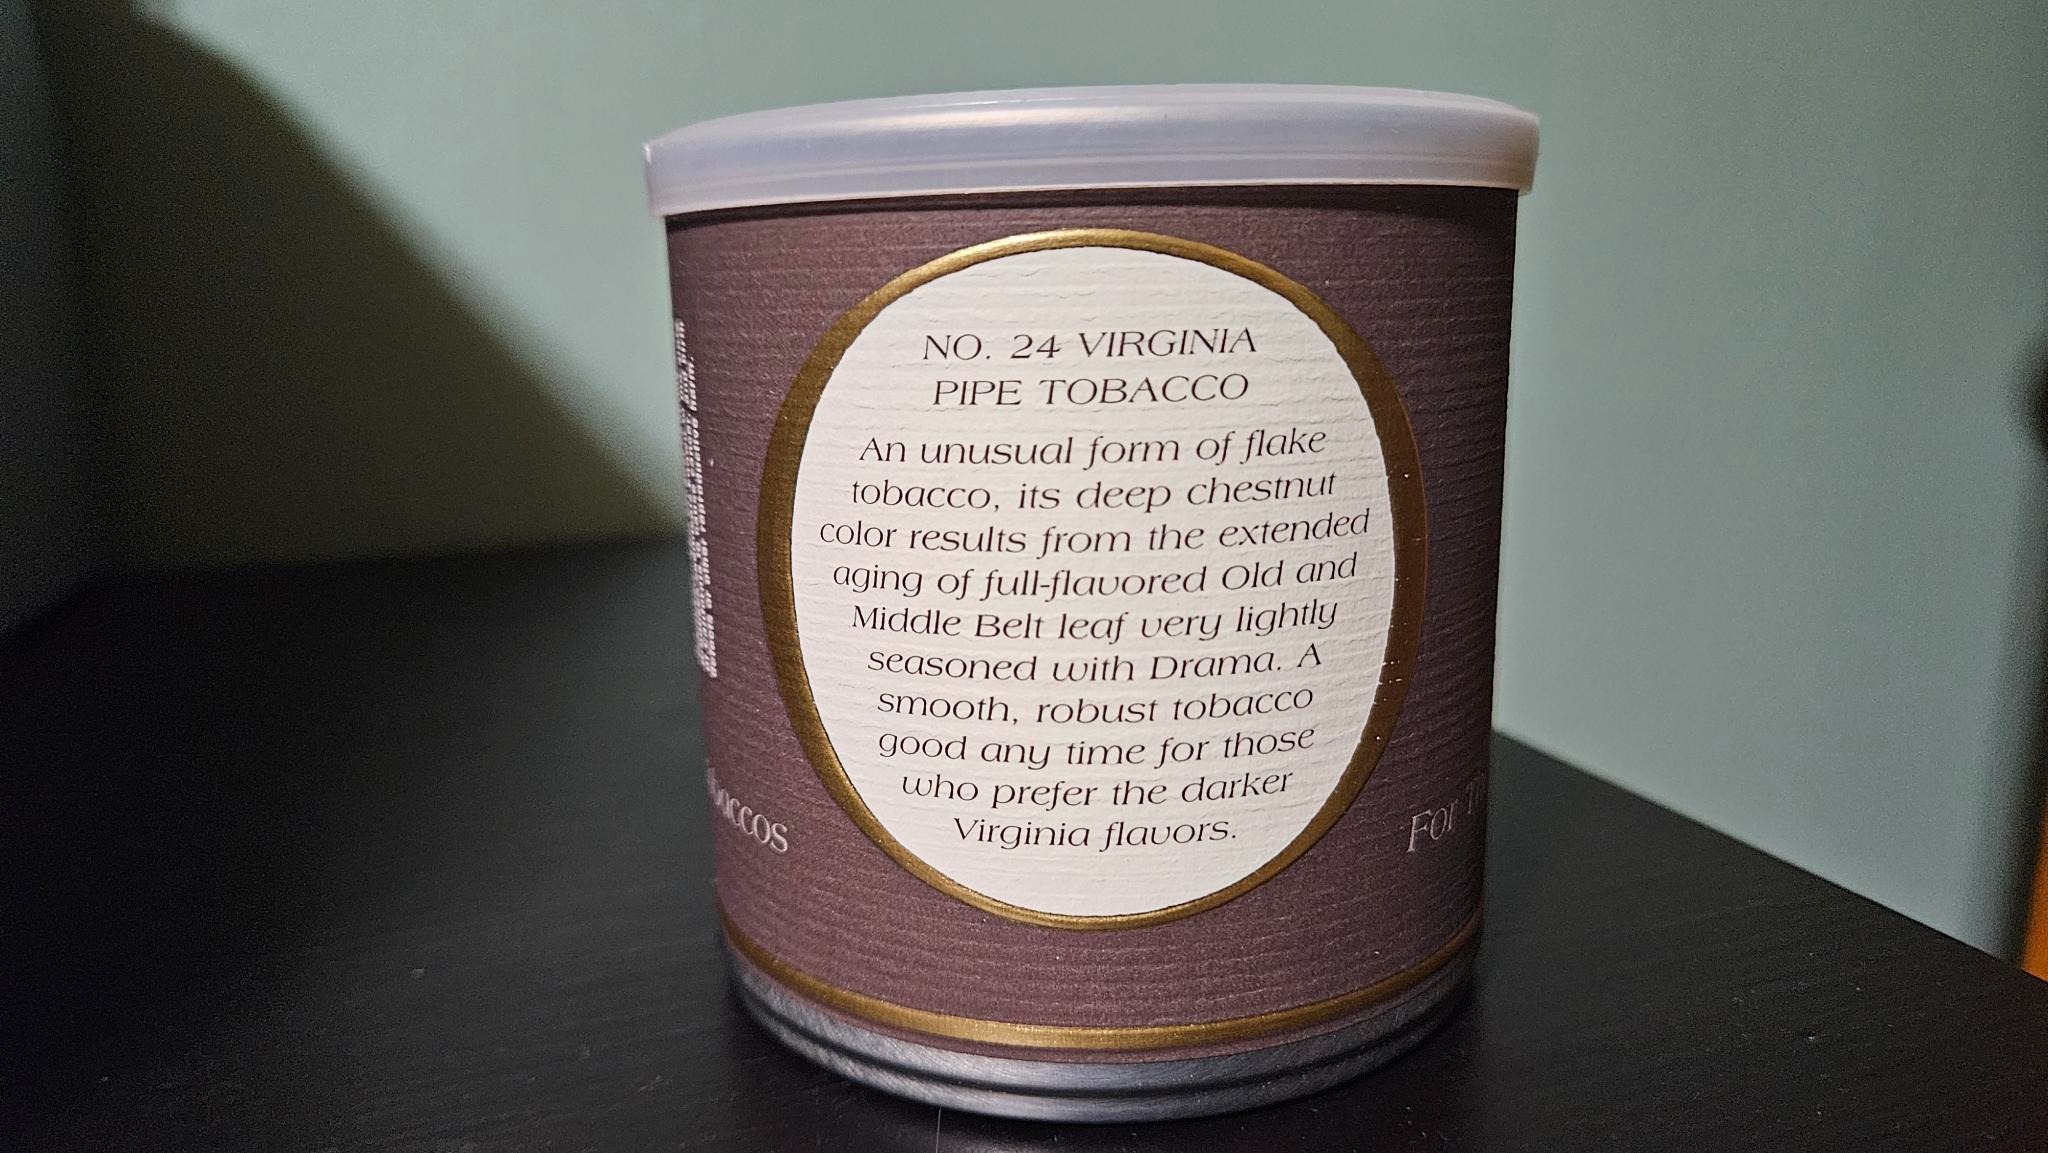 NO. 24 VIRGINIA
PIPE TOBACCO
An unusual form of flake
tobacco, its deep chestnut
color results from the extended
aging of full-flavored Old and
Middle Belt leaf very lightly
seasoned with Drama. A
smooth, robust tobacco
good any time for those
who prefer the darker
Virginia flavors.
For